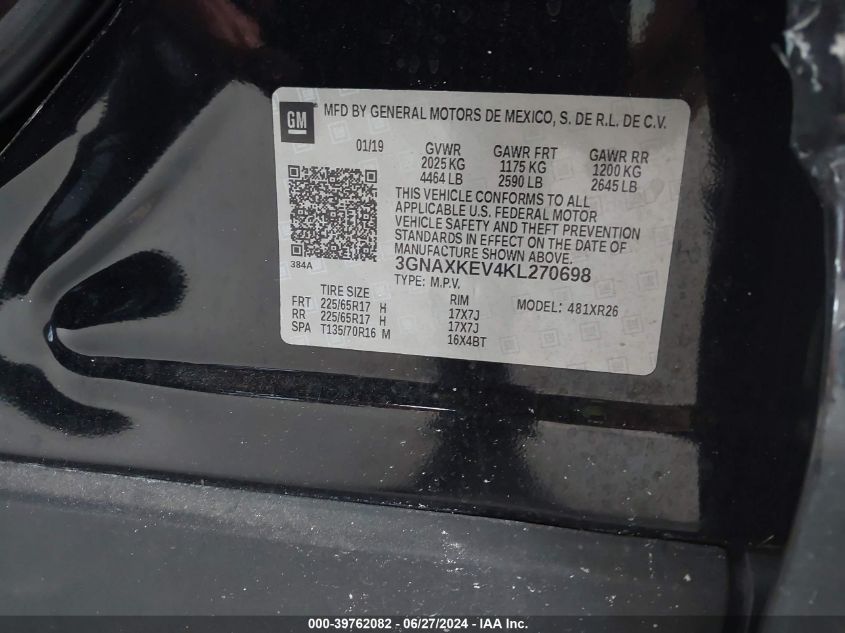 GM
MFD BY GENERAL MOTORS DE MEXICO, S. DE R.L. DE C.V.
01/19 GVWR GAWR FRT GAWR RR
2025 KG 1175 KG 1200 KG
4464 LB 2590 LB 2645 LB
THIS VEHICLE CONFORMS TO ALL
APPLICABLE U.S. FEDERAL MOTOR
VEHICLE SAFETY AND THEFT PREVENTION
STANDARDS IN EFFECT ON THE DATE OF
MANUFACTURE SHOWN ABOVE.
384A
3GNAXKEV4KL270698
TYPE: M.P.V.
TIRE SIZE RIM MODEL: 481XR26
FRT 225/65R17 H 17X7J
RR 225/65R17 H 17X7J
SPA T135/70R16 M 16X4BT
000-39762082 - 06/27/2024 - IAAI.COM